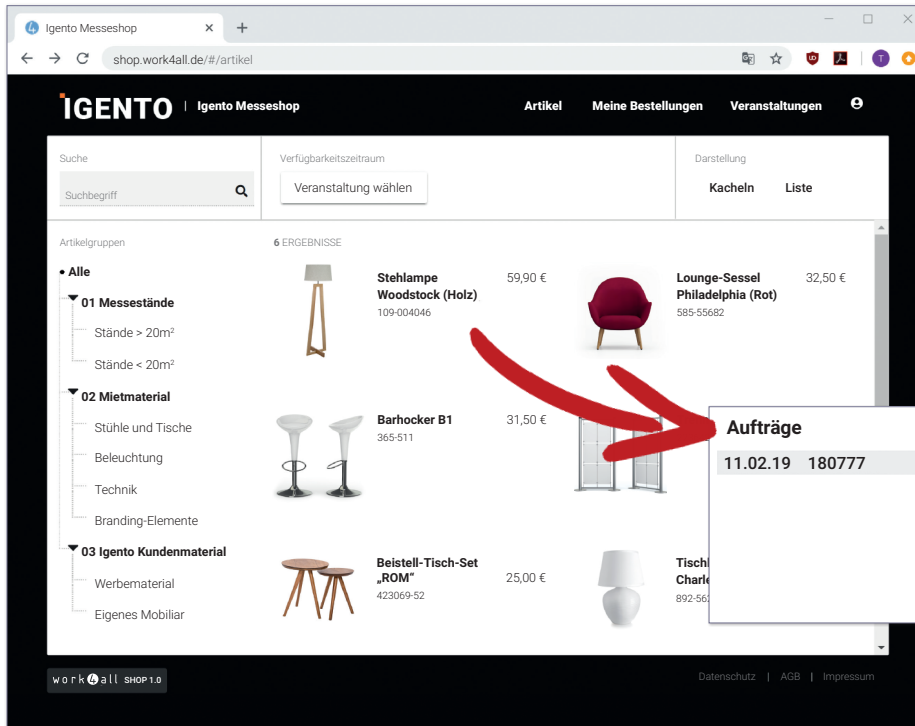 Igento Messeshop
shop.work4all.de/#/artikel
T
IGENTO | Igento Messeshop
Artikel Meine Bestellungen Veranstaltungen
Suche
Suchbegriff
Verfügbarkeitszeitraum
Veranstaltung wählen
Darstellung
Kacheln Liste
Artikelgruppen
• Alle
01 Messestände
Stände > 20m²
Stände < 20m²
02 Mietmaterial
Stühle und Tische
Beleuchtung
Technik
Branding-Elemente
03 Igento Kundenmaterial
Werbematerial
Eigenes Mobiliar
6 ERGEBNISSE
Stehlampe
Woodstock (Holz)
109-004046
59,90 €
Lounge-Sessel
Philadelphia (Rot)
585-55682
32,50 €
Barhocker B1
365-511
31,50 €
Beistell-Tisch-Set
„ROM“
423069-52
25,00 €
Aufträge
11.02.19 180777
work4all SHOP 1.0
Datenschutz | AGB | Impressum